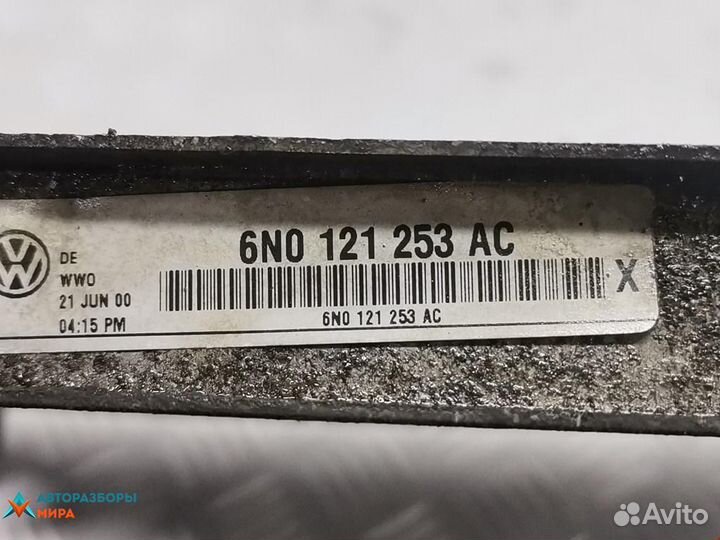 6N0 121 253 AC
DE
WWO
21 JUN 00
04:15 PM
X
6N0 121 253 AC
АВТОРАЗБОРЫ
МИРА
Avito